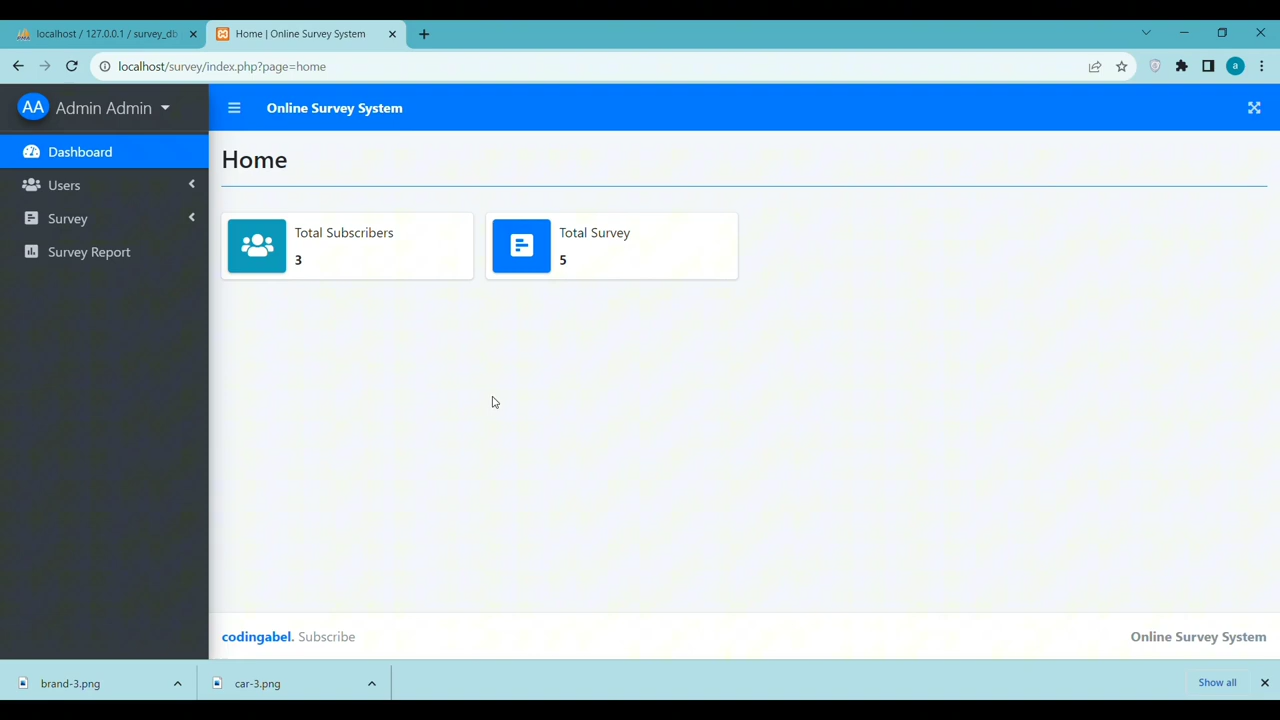 localhost / 127.0.0.1 / survey_db
Home | Online Survey System
localhost/survey/index.php?page=home
a
AA Admin Admin
Online Survey System
Dashboard
Users
Survey
Survey Report
Home
Total Subscribers
3
Total Survey
5
codingabel. Subscribe
Online Survey System
brand-3.png
car-3.png
Show all